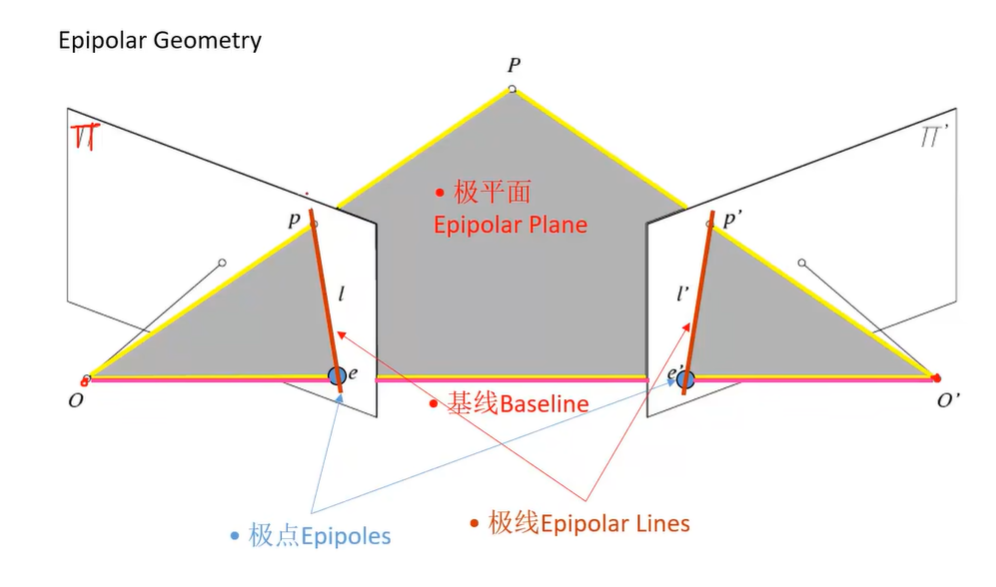 Epipolar Geometry
P
Π
Π'
• 极平面
Epipolar Plane
p
p'
l
l'
e
e'
O
• 基线Baseline
O'
• 极点Epipoles
• 极线Epipolar Lines